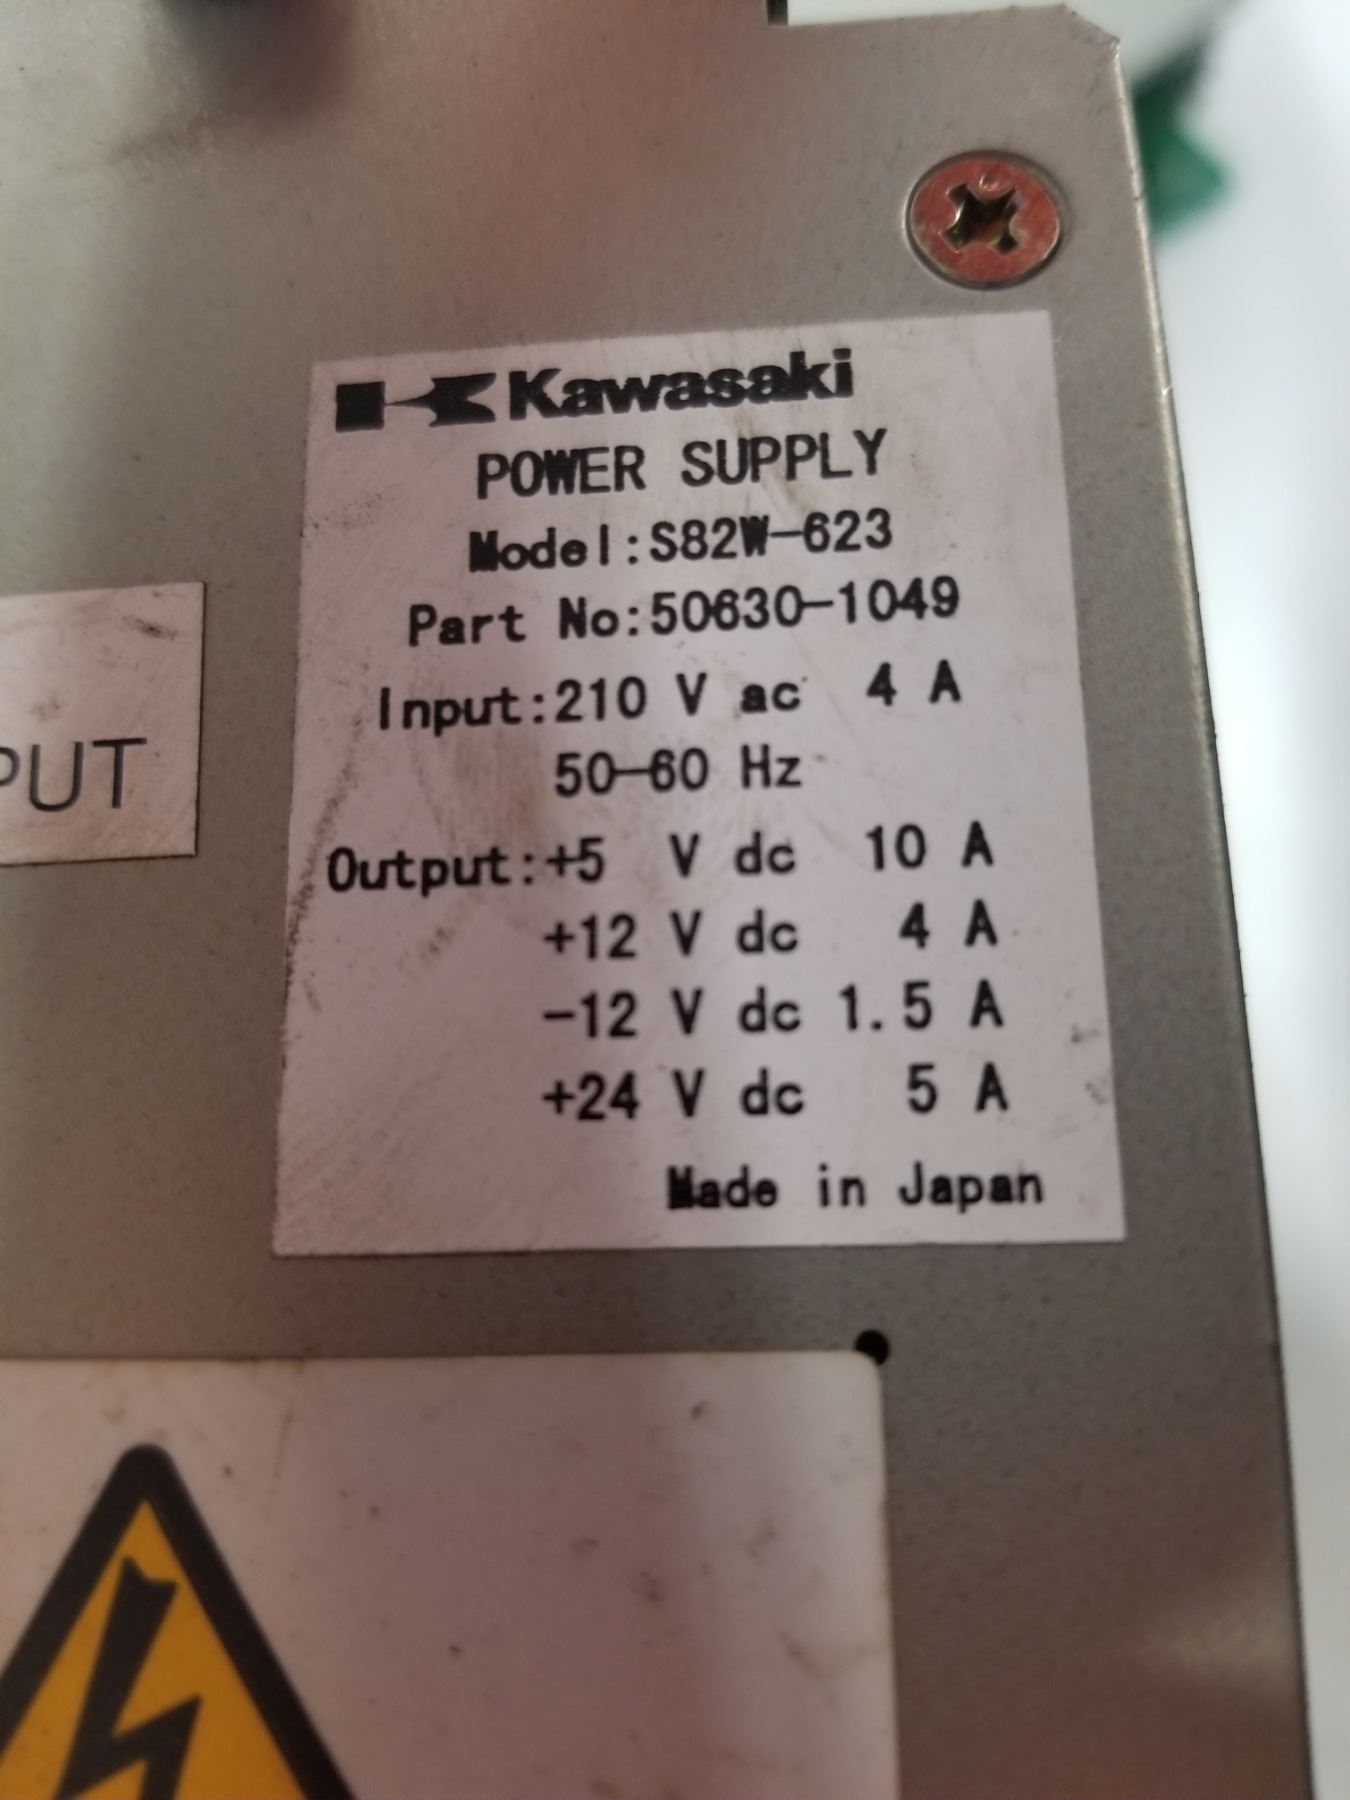 Kawasaki
POWER SUPPLY
Model:S82W-623
Part No:50630-1049
Input:210 V ac 4 A
50-60 Hz
PUT
Output:+5 V dc 10 A
+12 V dc 4 A
-12 V dc 1.5 A
+24 V dc 5 A
Made in Japan